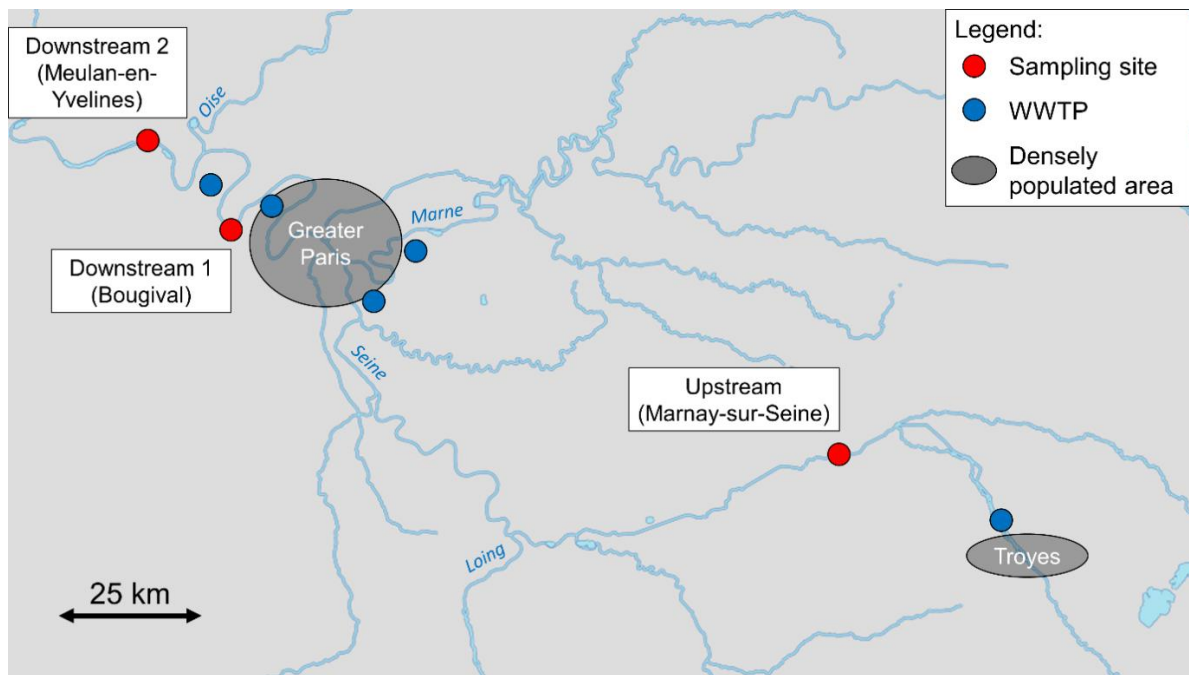 Downstream 2
(Meulan-en-
Yvelines)
Oise
Legend:
Sampling site
WWTP
Densely
populated area
Marne
Greater
Paris
Downstream 1
(Bougival)
Seine
Upstream
(Marnay-sur-Seine)
Loing
Troyes
25 km